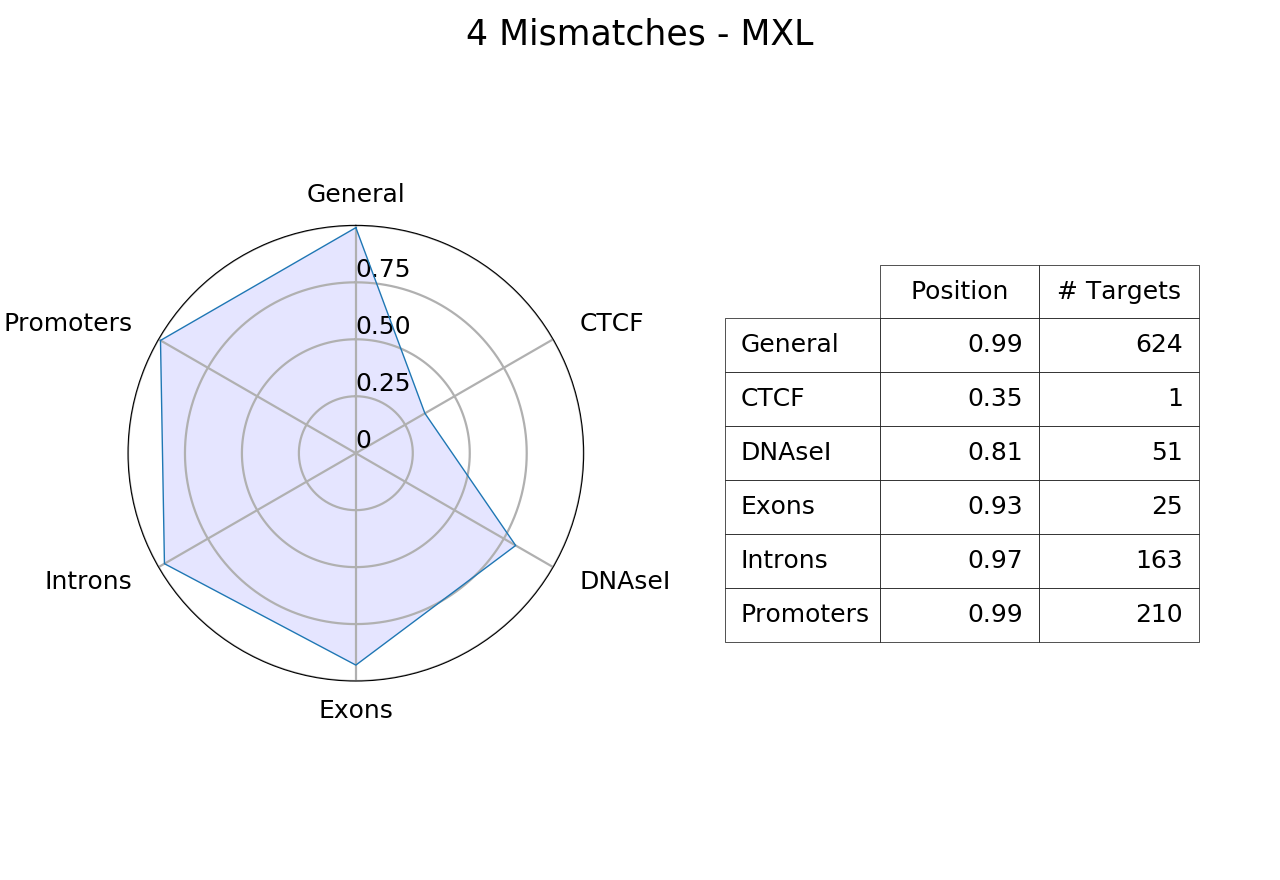 4 Mismatches - MXL
General
0.75
0.50
0.25
0
Promoters
CTCF
Introns
DNAseI
Exons
Position # Targets
General 0.99 624
CTCF 0.35 1
DNAseI 0.81 51
Exons 0.93 25
Introns 0.97 163
Promoters 0.99 210